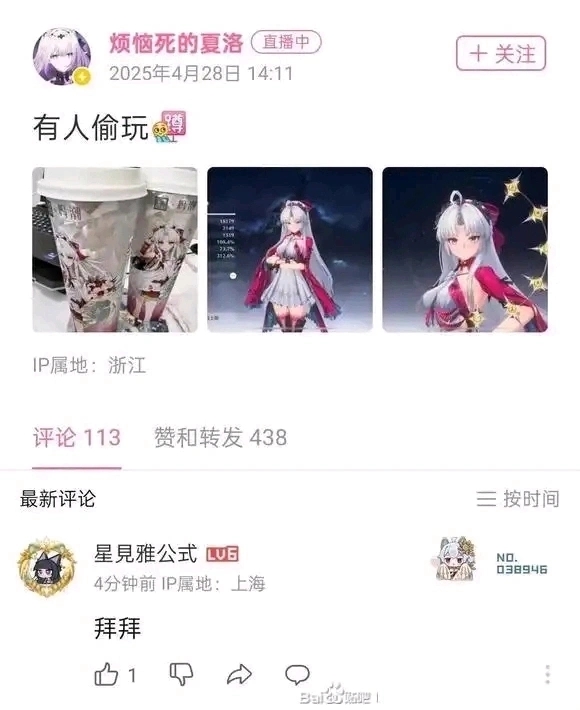 烦恼死的夏洛 直播中
+ 关注
2025年4月28日 14:11
有人偷玩
蹲
IP属地：浙江
评论 113 赞和转发 438
最新评论 按时间
星見雅公式 LV6
4分钟前 IP属地：上海
NO.
038946
拜拜
1
Bai贴吧